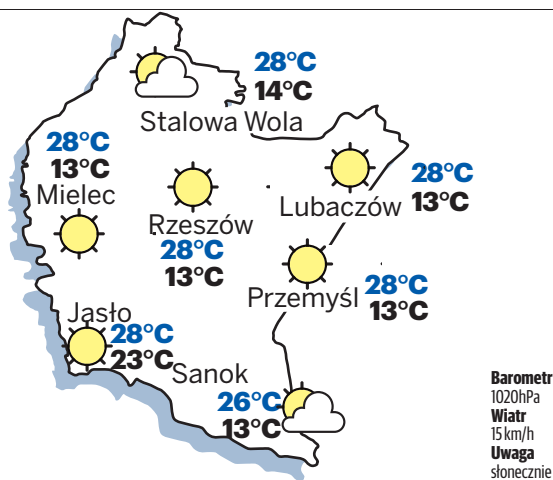 28°C
14°C
Stalowa Wola
28°C
13°C
Mielec
28°C
13°C
Lubaczów
Rzeszów
28°C
13°C
28°C
13°C
Przemyśl
Jasło
28°C
23°C
Sanok
26°C
13°C
Barometr
1020hPa
Wiatr
15 km/h
Uwaga
słonecznie